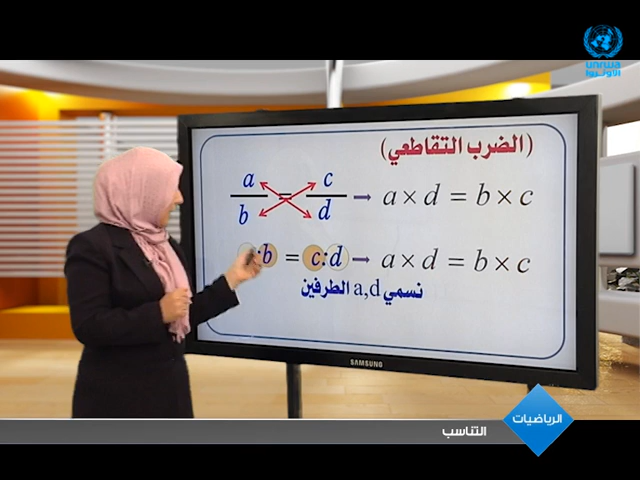 unrwa
الأونروا
(الضرب التقاطعي)
a/b = c/d → a × d = b × c
:b = c:d → a × d = b × c
نسمي a,d الطرفين
SAMSUNG
الرياضيات
التناسب